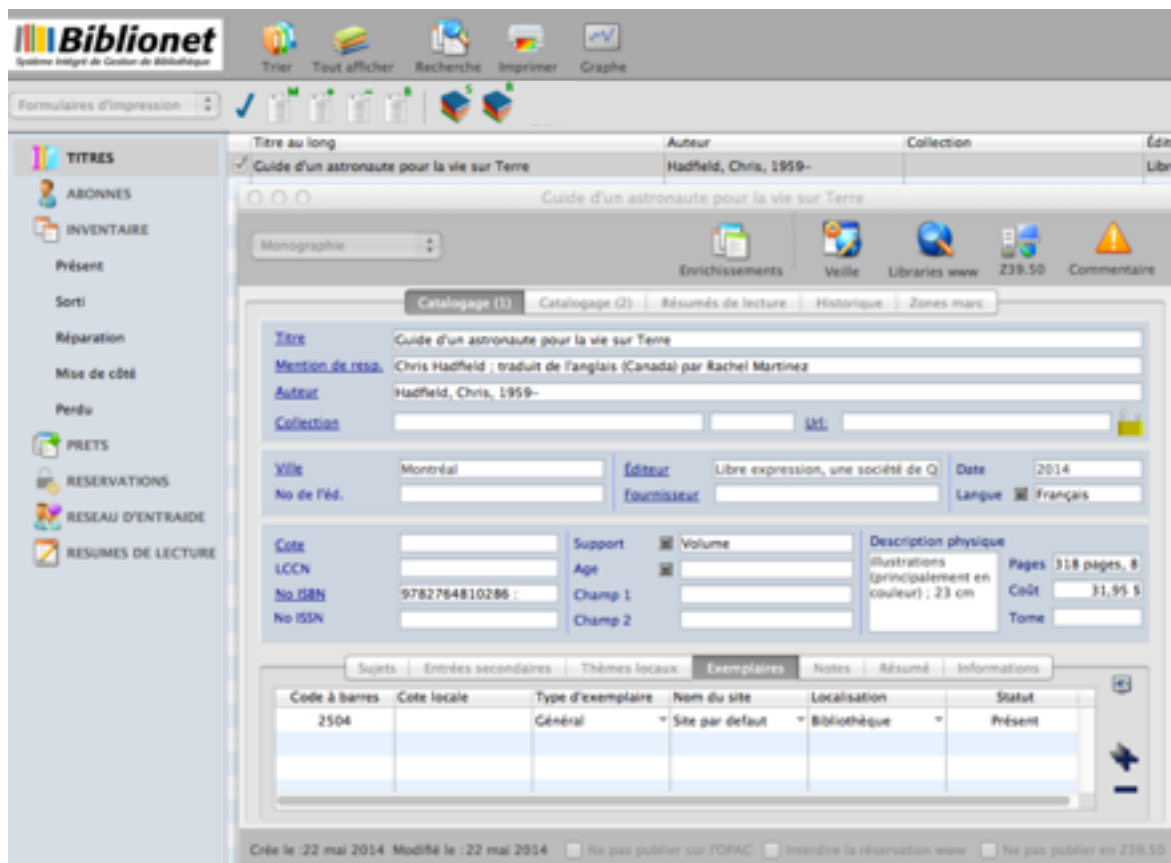 Biblionet
Système Intégré de Gestion de Bibliothèque
Trier Tout afficher Recherche Imprimer Graphe
Formulaires d'impression
M + - R S R
Titre au long Auteur Collection Édit
Guide d'un astronaute pour la vie sur Terre Hadfield, Chris, 1959- Libr
TITRES
ABONNES
INVENTAIRE
Présent
Sorti
Réparation
Mise de côté
Perdu
PRETS
RESERVATIONS
RESEAU D'ENTRAIDE
RESUMES DE LECTURE
Guide d'un astronaute pour la vie sur Terre
Monographie
Enrichissements Veille Libraries www Z39.50 Commentaire
Catalogage (1) Catalogage (2) Résumés de lecture Historique Zones marc
Titre Guide d'un astronaute pour la vie sur Terre
Mention de resp. Chris Hadfield ; traduit de l'anglais (Canada) par Rachel Martinez
Auteur Hadfield, Chris, 1959-
Collection Url:
Ville Montréal Éditeur Libre expression, une société de Q Date 2014
No de l'éd. Fournisseur Langue Français
Cote Support Volume Description physique
LCCN Age illustrations (principalement en couleur) ; 23 cm Pages 318 pages, 8
No ISBN 9782764810286 : Champ 1 Coût 31,95 $
No ISSN Champ 2 Tome
Sujets Entrées secondaires Thèmes locaux Exemplaires Notes Résumé Informations
Code à barres Cote locale Type d'exemplaire Nom du site Localisation Statut
2504 Général Site par defaut Bibliothèque Présent
Crée le :22 mai 2014 Modifié le :22 mai 2014 Ne pas publier sur l'OPAC Interdire la réservation www Ne pas publier en Z39.50